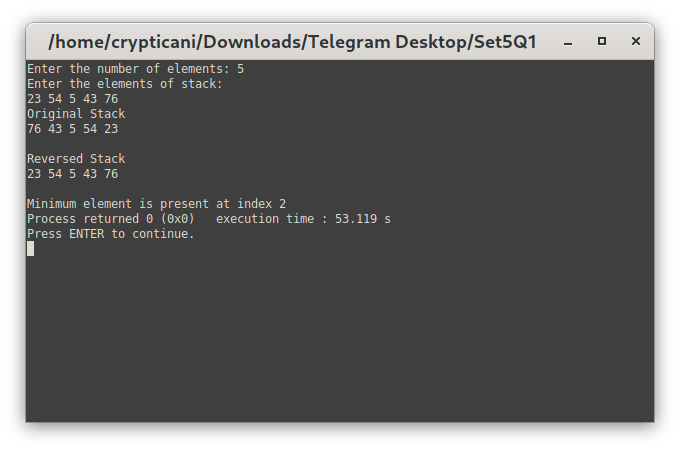 /home/crypticani/Downloads/Telegram Desktop/Set5Q1
Enter the number of elements: 5
Enter the elements of stack:
23 54 5 43 76
Original Stack
76 43 5 54 23
Reversed Stack
23 54 5 43 76
Minimum element is present at index 2
Process returned 0 (0x0)   execution time : 53.119 s
Press ENTER to continue.